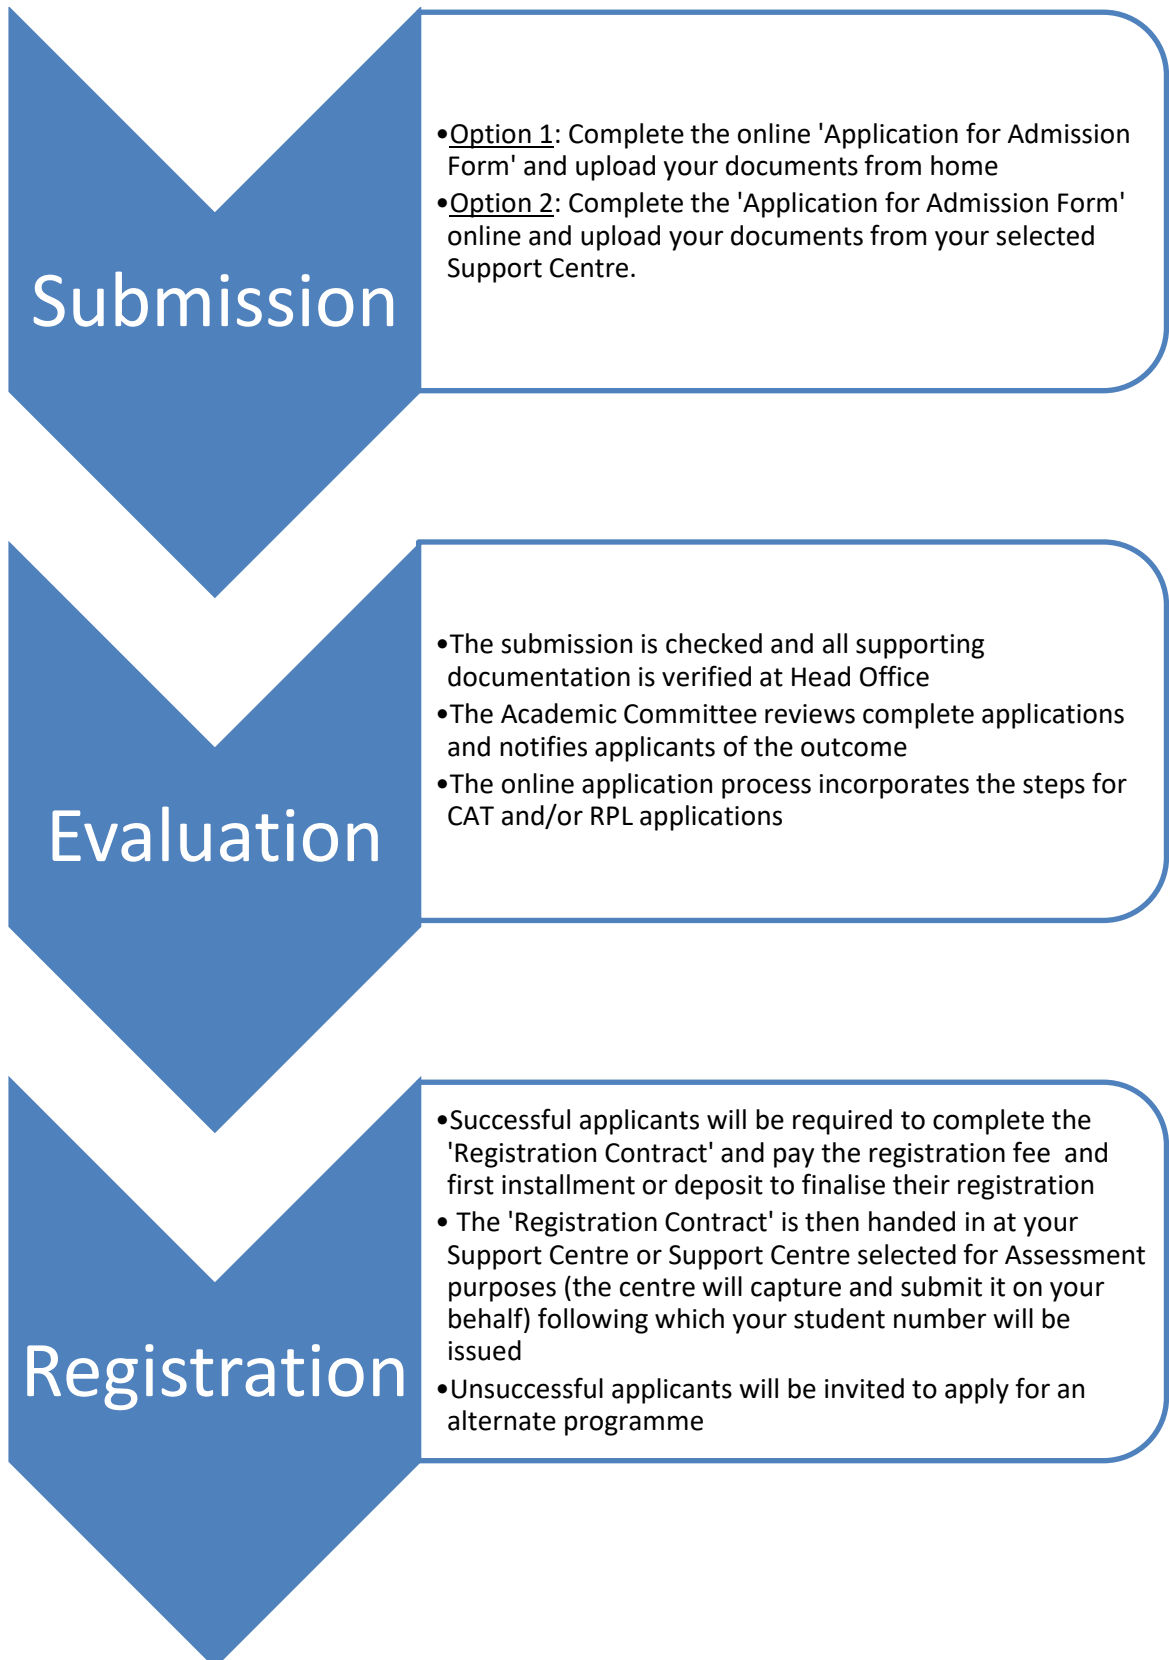 Submission
•Option 1: Complete the online 'Application for Admission
Form' and upload your documents from home
•Option 2: Complete the 'Application for Admission Form'
online and upload your documents from your selected
Support Centre.
Evaluation
•The submission is checked and all supporting
documentation is verified at Head Office
•The Academic Committee reviews complete applications
and notifies applicants of the outcome
•The online application process incorporates the steps for
CAT and/or RPL applications
Registration
•Successful applicants will be required to complete the
'Registration Contract' and pay the registration fee  and
first installment or deposit to finalise their registration
• The 'Registration Contract' is then handed in at your
Support Centre or Support Centre selected for Assessment
purposes (the centre will capture and submit it on your
behalf) following which your student number will be
issued
•Unsuccessful applicants will be invited to apply for an
alternate programme